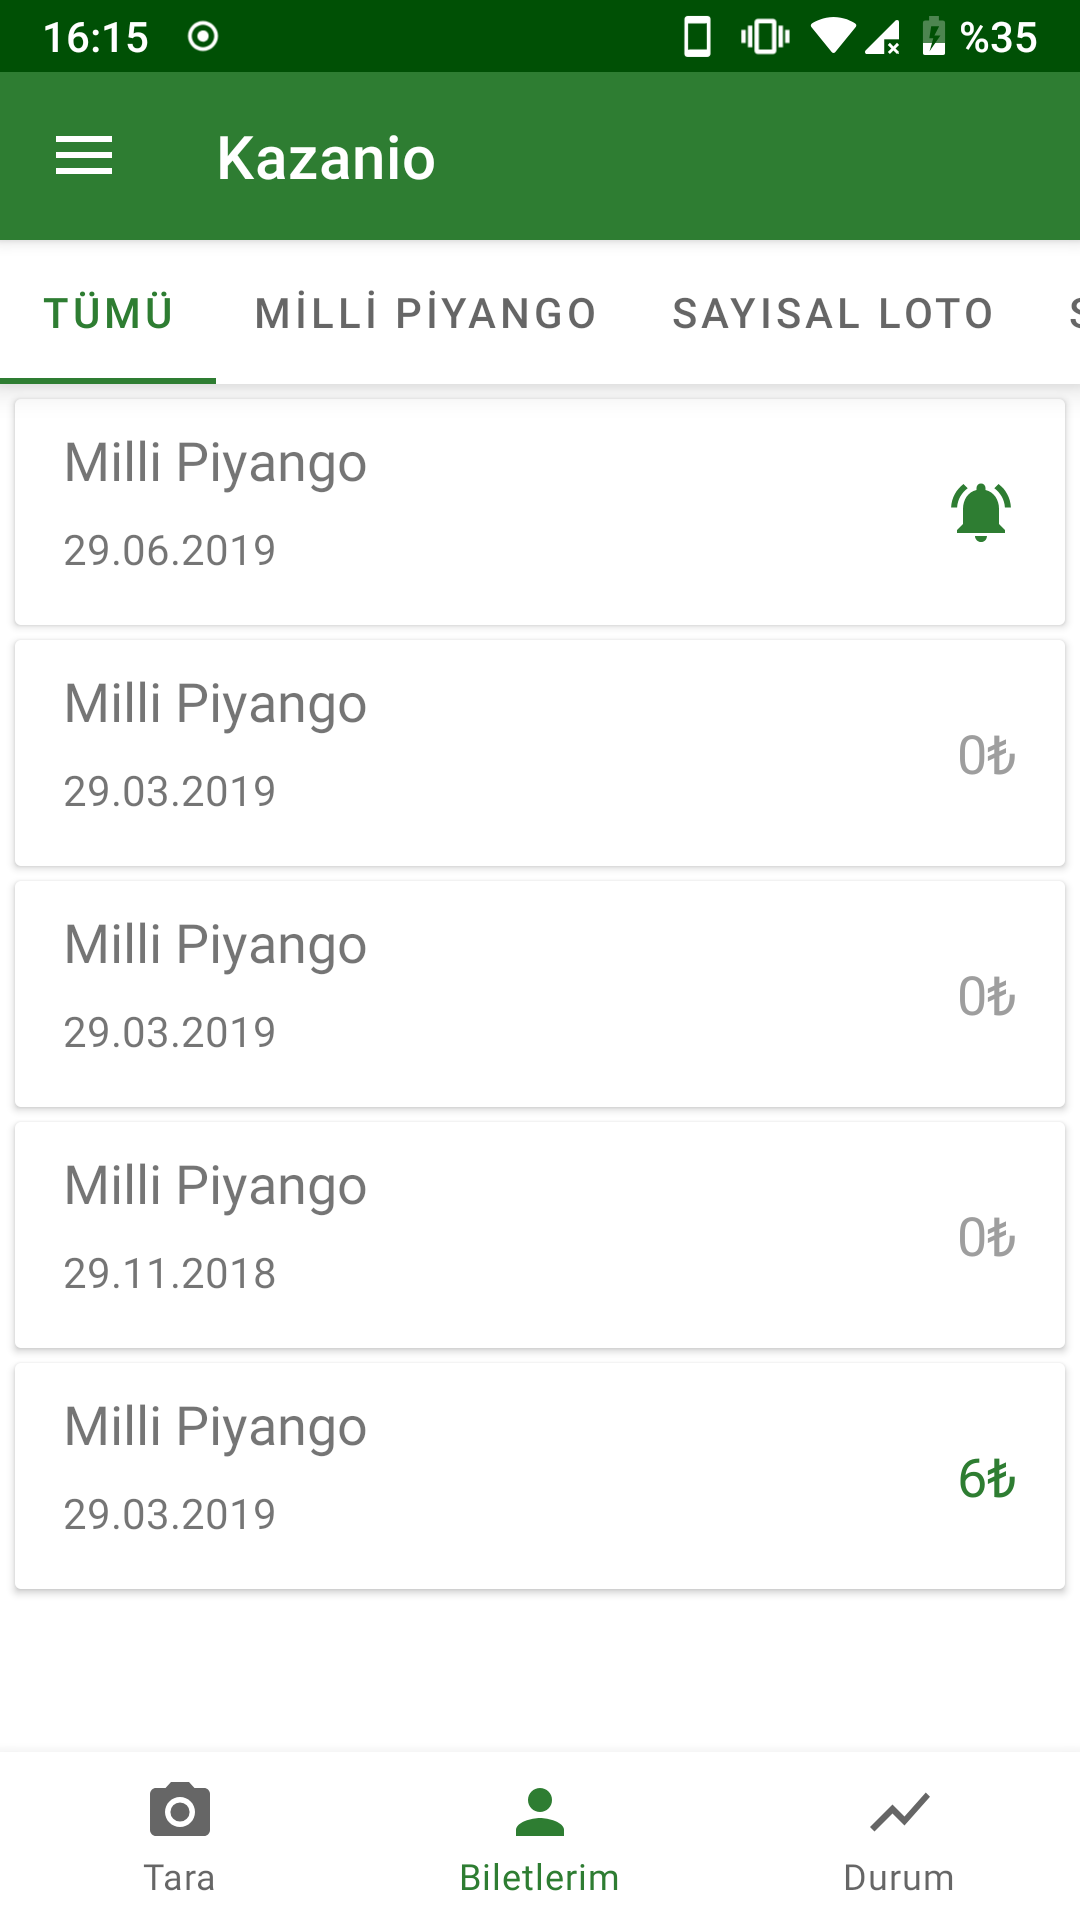 16:15 %35
Kazanio
TÜMÜ MİLLİ PİYANGO SAYISAL LOTO
Milli Piyango
29.06.2019
Milli Piyango
29.03.2019
0₺
Milli Piyango
29.03.2019
0₺
Milli Piyango
29.11.2018
0₺
Milli Piyango
29.03.2019
6₺
Tara Biletlerim Durum